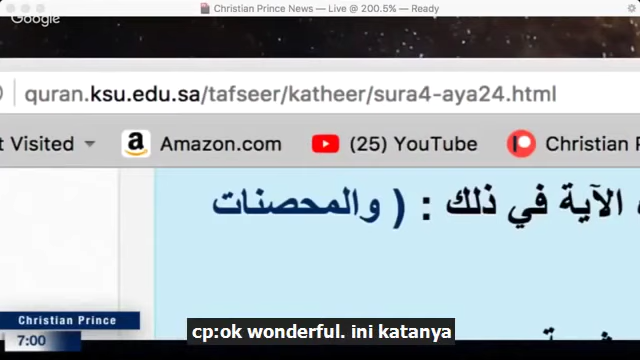 Christian Prince News — Live @ 200.5% — Ready
Google
quran.ksu.edu.sa/tafseer/katheer/sura4-aya24.html
t Visited
Amazon.com
(25) YouTube
Christian P
الآية في ذلك : ( والمحصنات
Christian Prince
7:00
cp:ok wonderful. ini katanya